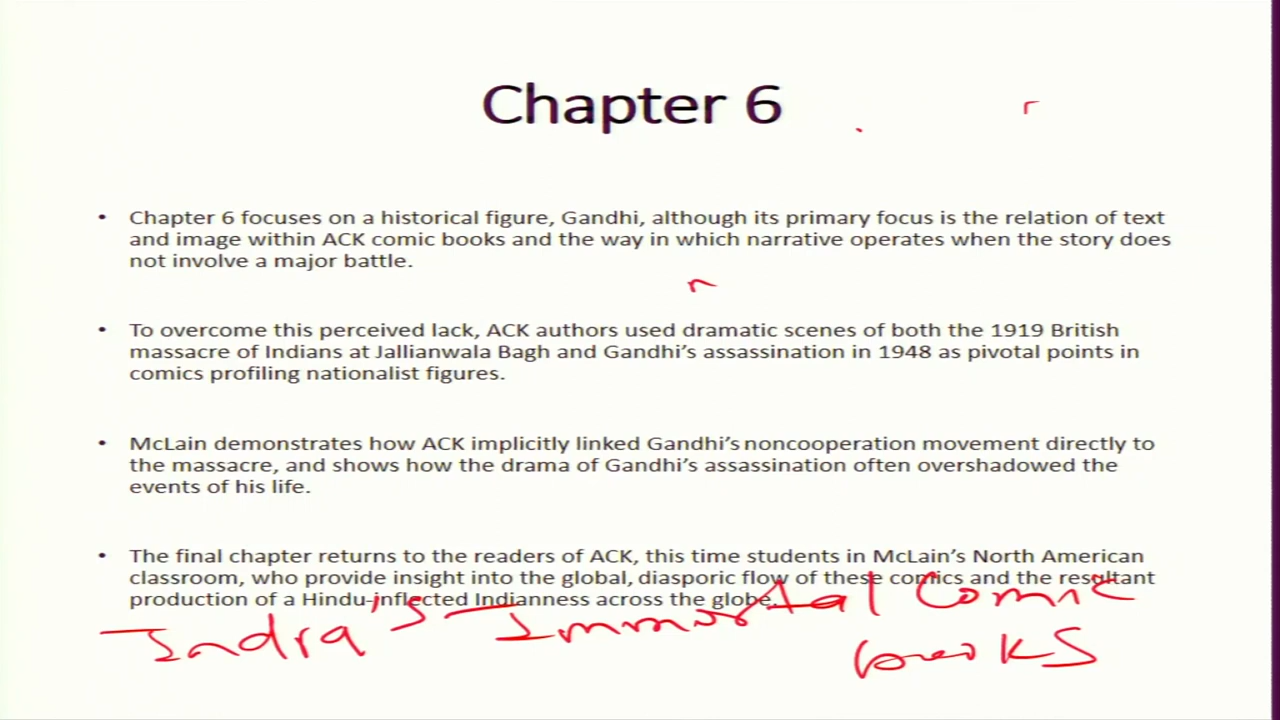 Chapter 6
• Chapter 6 focuses on a historical figure, Gandhi, although its primary focus is the relation of text
and image within ACK comic books and the way in which narrative operates when the story does
not involve a major battle.
• To overcome this perceived lack, ACK authors used dramatic scenes of both the 1919 British
massacre of Indians at Jallianwala Bagh and Gandhi's assassination in 1948 as pivotal points in
comics profiling nationalist figures.
• McLain demonstrates how ACK implicitly linked Gandhi's noncooperation movement directly to
the massacre, and shows how the drama of Gandhi's assassination often overshadowed the
events of his life.
• The final chapter returns to the readers of ACK, this time students in McLain's North American
classroom, who provide insight into the global, diasporic flow of these comics and the resultant
production of a Hindu-inflected Indianness across the globe.
Indra's Immortal Comic
books